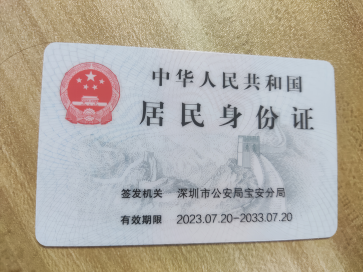 中华人民共和国
居民身份证
签发机关 深圳市公安局宝安分局
有效期限 2023.07.20-2033.07.20